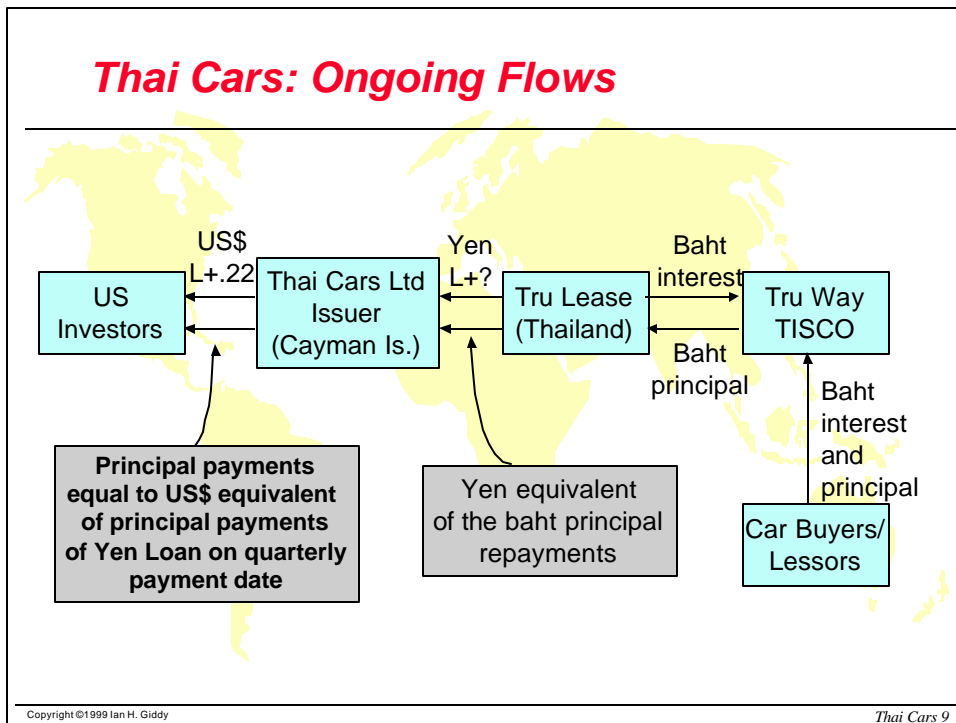 Thai Cars: Ongoing Flows
US$
L+.22
Yen
L+?
Baht
interest
US
Investors
Thai Cars Ltd
Issuer
(Cayman Is.)
Tru Lease
(Thailand)
Tru Way
TISCO
Baht
principal
Baht
interest
and
principal
Principal payments
equal to US$ equivalent
of principal payments
of Yen Loan on quarterly
payment date
Yen equivalent
of the baht principal
repayments
Car Buyers/
Lessors
Copyright ©1999 Ian H. Giddy
Thai Cars 9